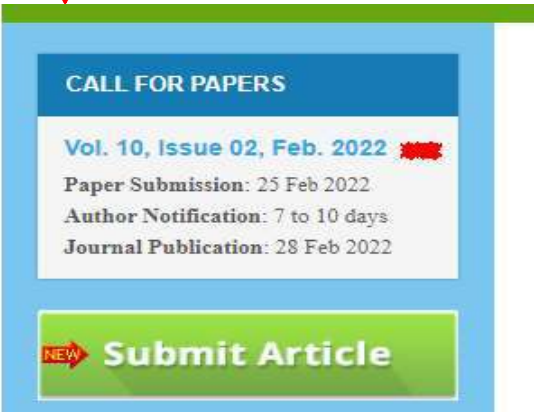 CALL FOR PAPERS
Vol. 10, Issue 02, Feb. 2022
Paper Submission: 25 Feb 2022
Author Notification: 7 to 10 days
Journal Publication: 28 Feb 2022
NEW Submit Article